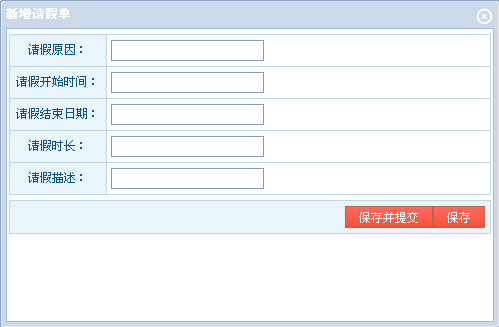 新增请假单
请假原因：
请假开始时间：
请假结束日期：
请假时长：
请假描述：
保存并提交 保存